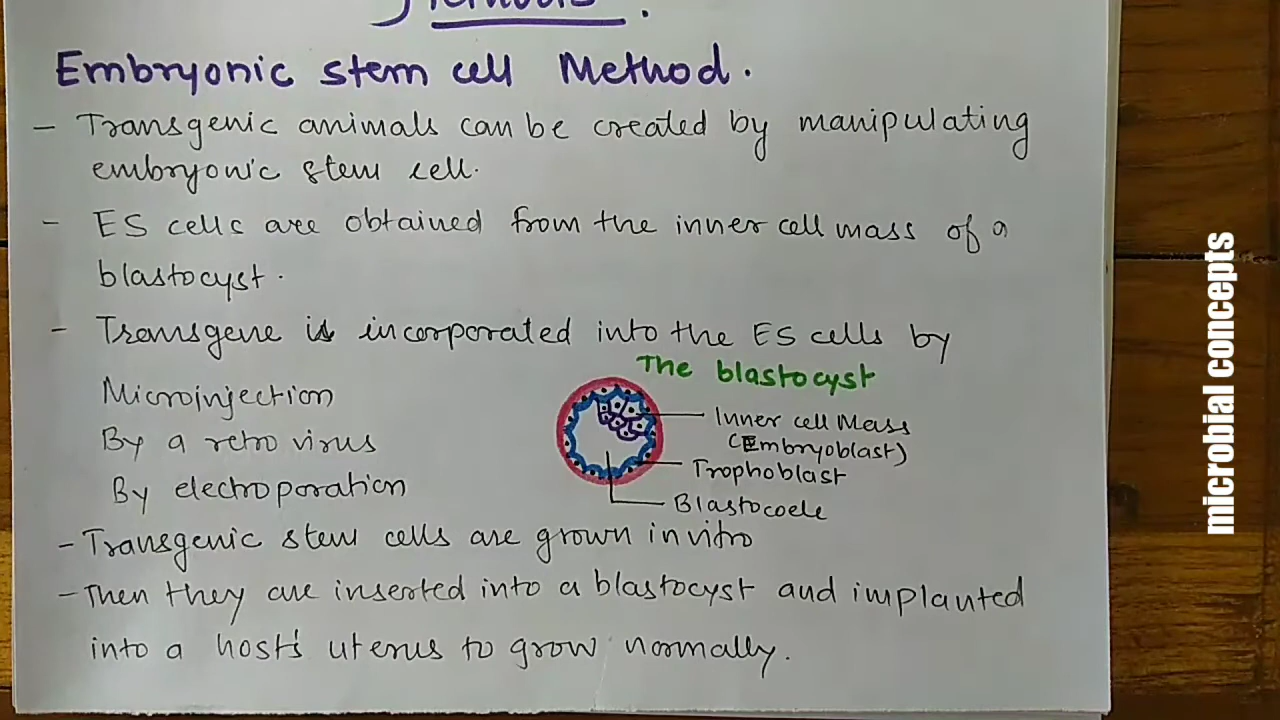 Embryonic stem cell Method.
- Transgenic animals can be created by manipulating
embryonic stem cell.
- ES cells are obtained from the inner cell mass of a
blastocyst.
- Transgene is incorporated into the ES cells by
The blastocyst
Microinjection
By a retro virus
By electroporation
Inner cell Mass
(Embryoblast)
Trophoblast
Blastocoele
- Transgenic stem cells are grown invitro
- Then they are inserted into a blastocyst and implanted
into a host's uterus to grow normally.
microbial concepts